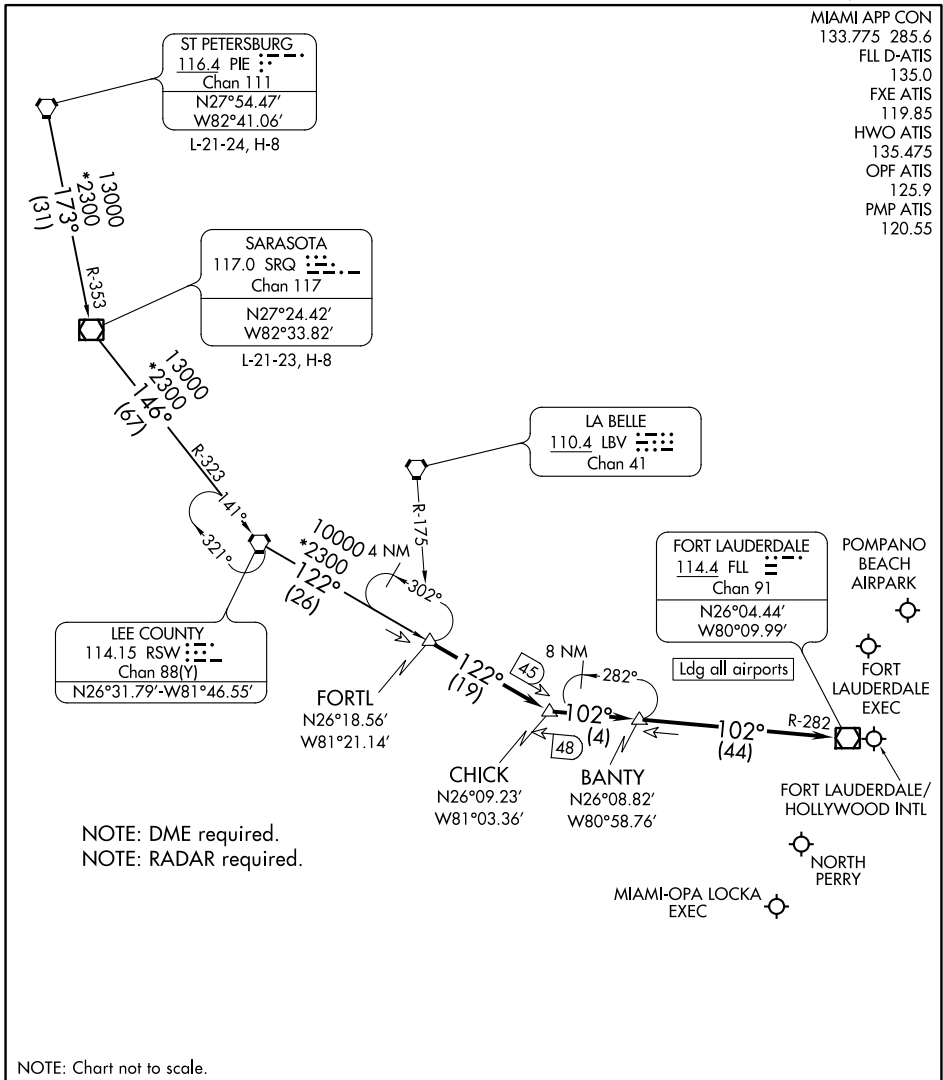 MIAMI APP CON
133.775 285.6
FLL D-ATIS
135.0
FXE ATIS
119.85
HWO ATIS
135.475
OPF ATIS
125.9
PMP ATIS
120.55
ST PETERSBURG
116.4 PIE
Chan 111
N27°54.47'
W82°41.06'
L-21-24, H-8
13000
*2300
173°
(31)
R-353
SARASOTA
117.0 SRQ
Chan 117
N27°24.42'
W82°33.82'
L-21-23, H-8
13000
*2300
146°
(67)
R-323
141°
321°
LA BELLE
110.4 LBV
Chan 41
R-175
10000
*2300
122°
(26)
4 NM
302°
LEE COUNTY
114.15 RSW
Chan 88(Y)
N26°31.79'-W81°46.55'
FORTL
N26°18.56'
W81°21.14'
122°
(19)
45
48
CHICK
N26°09.23'
W81°03.36'
8 NM
282°
102°
(4)
BANTY
N26°08.82'
W80°58.76'
102°
(44)
R-282
FORT LAUDERDALE
114.4 FLL
Chan 91
N26°04.44'
W80°09.99'
Ldg all airports
POMPANO
BEACH
AIRPARK
FORT
LAUDERDALE
EXEC
FORT LAUDERDALE/
HOLLYWOOD INTL
NORTH
PERRY
MIAMI-OPA LOCKA
EXEC
NOTE: DME required.
NOTE: RADAR required.
NOTE: Chart not to scale.